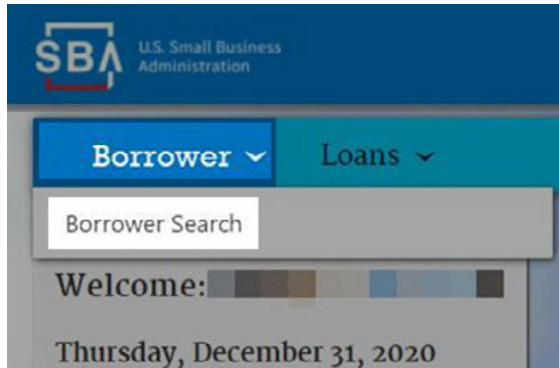 SBA U.S. Small Business
Administration
Borrower Loans
Borrower Search
Welcome:
Thursday, December 31, 2020